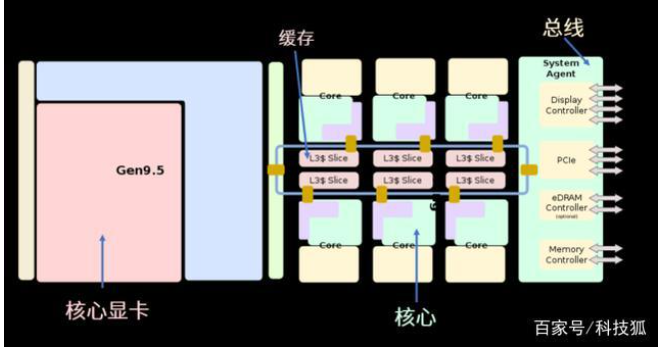 总线
缓存
System
Agent
Core
Core
Core
Display
Controller
Gen9.5
L3$ Slice
L3$ Slice
L3$ Slice
PCIe
L3$ Slice
L3$ Slice
L3$ Slice
eDRAM
Controller
(optional)
Core
Core
Core
Memory
Controller
核心显卡
核心
百家号/科技狐